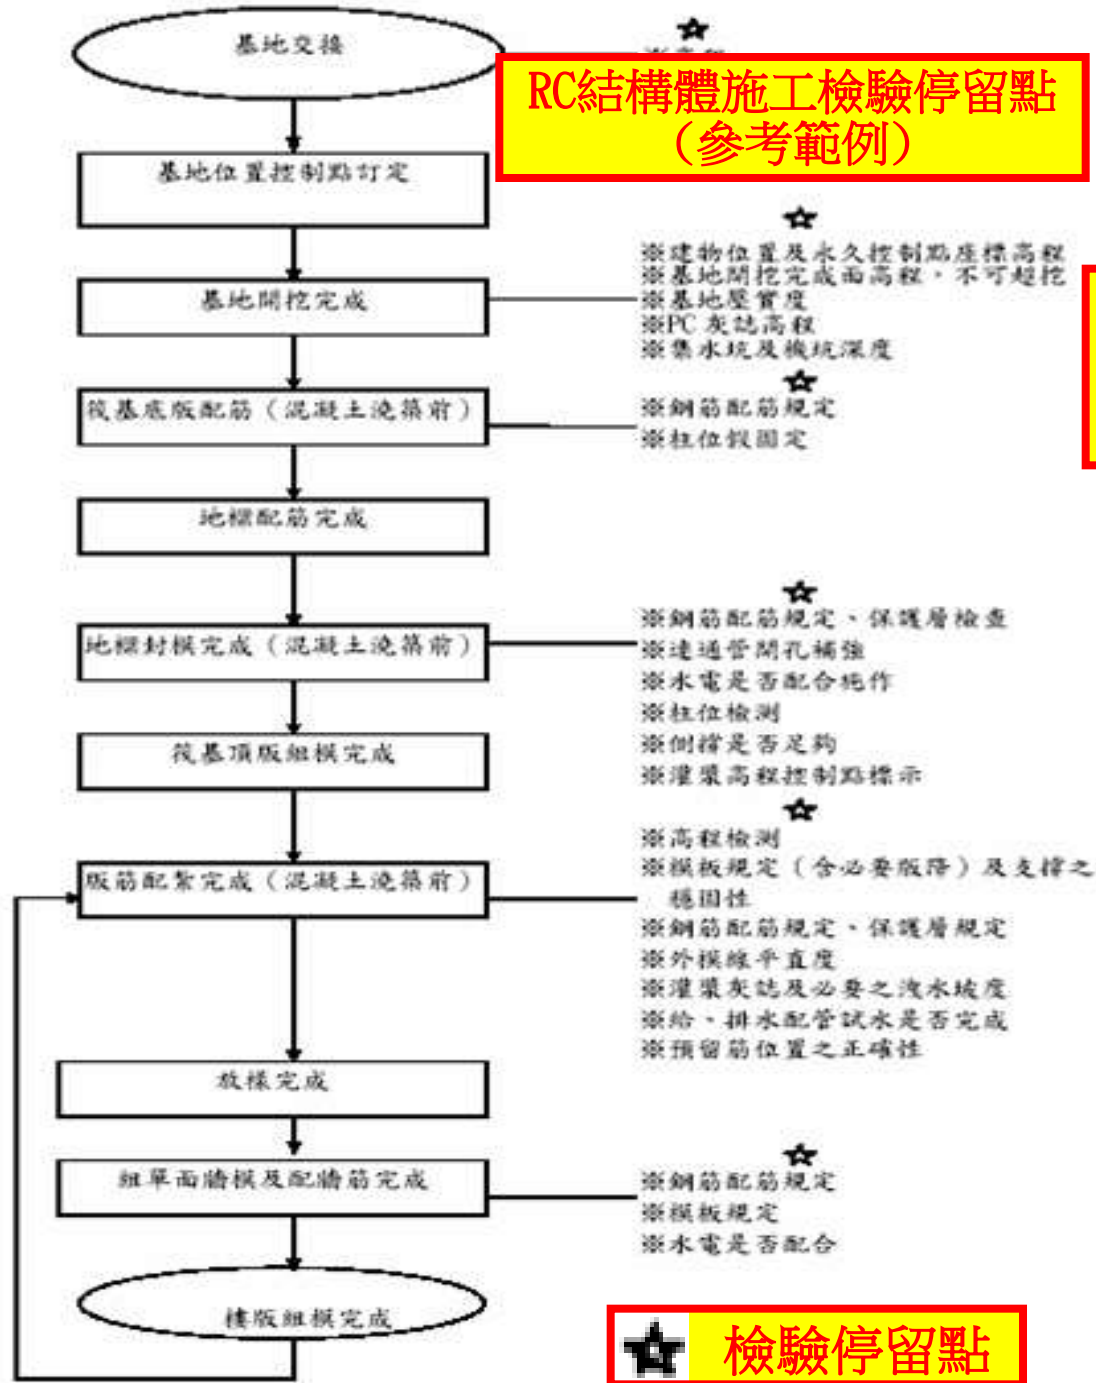 基地交換
RC結構體施工檢驗停留點
(參考範例)
基地位置控制點訂定
基地開挖完成
※建物位置及永久控制點座標高程
※基地開挖完成面高程,不可超挖
※基地壓實度
※PC 灰誌高程
※集水坑及機坑深度
筏基底版配筋(混凝土澆築前)
※鋼筋配筋規定
※柱位假固定
地樑配筋完成
地樑封模完成(混凝土澆築前)
※鋼筋配筋規定、保護層檢查
※連通管開孔補強
※水電是否配合施作
※柱位檢測
※側撐是否足夠
※灌漿高程控制點標示
筏基頂版組模完成
版筋配紮完成(混凝土澆築前)
※高程檢測
※模板規定(含必要版降)及支撐之
穩固性
※鋼筋配筋規定、保護層規定
※外模線平直度
※灌漿灰誌及必要之洩水坡度
※給、排水配管試水是否完成
※預留筋位置之正確性
放樣完成
組單面牆模及配牆筋完成
※鋼筋配筋規定
※模板規定
※水電是否配合
樓版組模完成
檢驗停留點